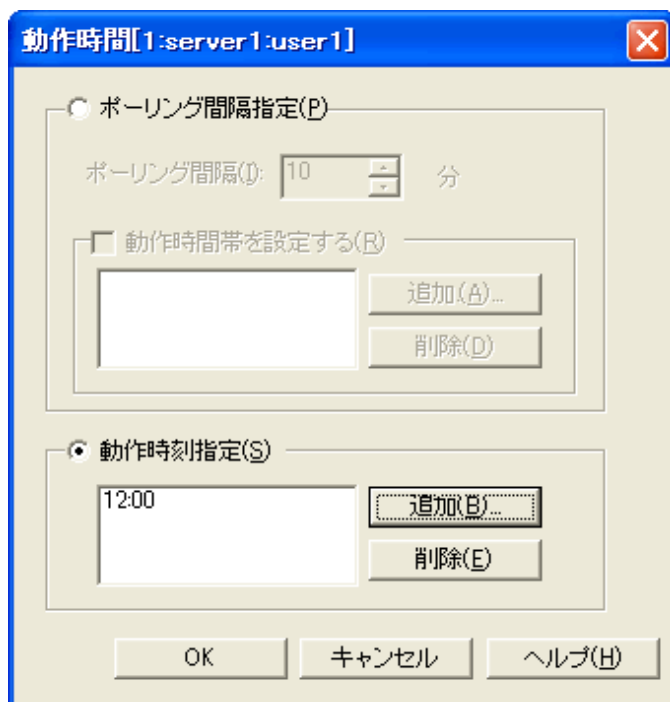 動作時間[1:server1:user1]
ポーリング間隔指定(P)
ポーリング間隔(I): 10 分
動作時間帯を設定する(R)
追加(A)...
削除(D)
動作時刻指定(S)
12:00
追加(B)...
削除(E)
OK キャンセル ヘルプ(H)